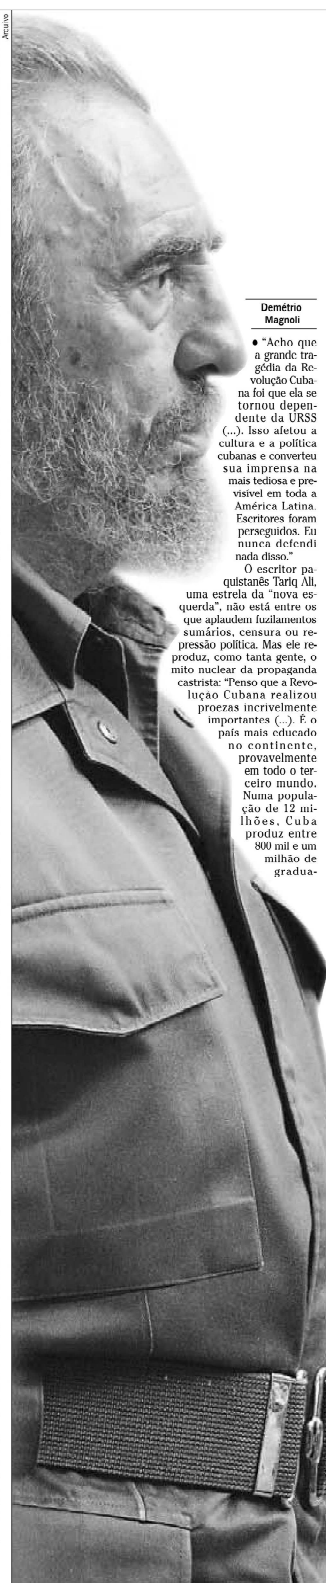 Arquivo
Demétrio
Magnoli
● “Acho que
a grande tra-
gédia da Re-
volução Cuba-
na foi que ela se
tornou depen-
dente da URSS
(...). Isso afetou a
cultura e a política
cubanas e converteu
sua imprensa na
mais tediosa e pre-
visível em toda a
América Latina.
Escritores foram
perseguidos. Eu
nunca defendi
nada disso.”
O escritor pa-
quistanês Tariq Ali,
uma estrela da “nova es-
querda”, não está entre os
que aplaudem fuzilamentos
sumários, censura ou re-
pressão política. Mas ele re-
produz, como tanta gente, o
mito nuclear da propaganda
castrista: “Penso que a Revo-
lução Cubana realizou
proezas incrivelmente
importantes (...). É o
país mais educado
no continente,
provavelmente
em todo o ter-
ceiro mundo.
Numa popula-
ção de 12 mi-
lhões, Cuba
produz entre
800 mil e um
milhão de
gradua-